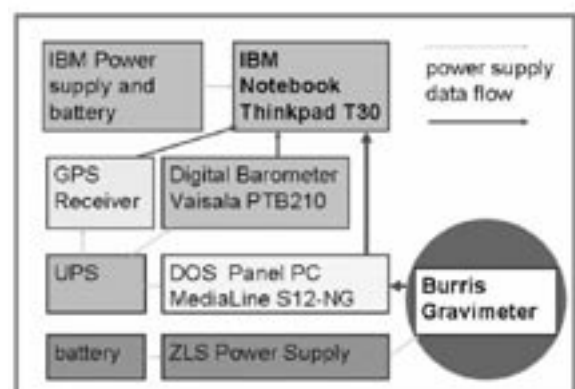 IBM Power
supply and
battery
IBM
Notebook
Thinkpad T30
power supply
data flow
GPS
Receiver
Digital Barometer
Vaisala PTB210
UPS
DOS Panel PC
MediaLine S12-NG
Burris
Gravimeter
battery
ZLS Power Supply